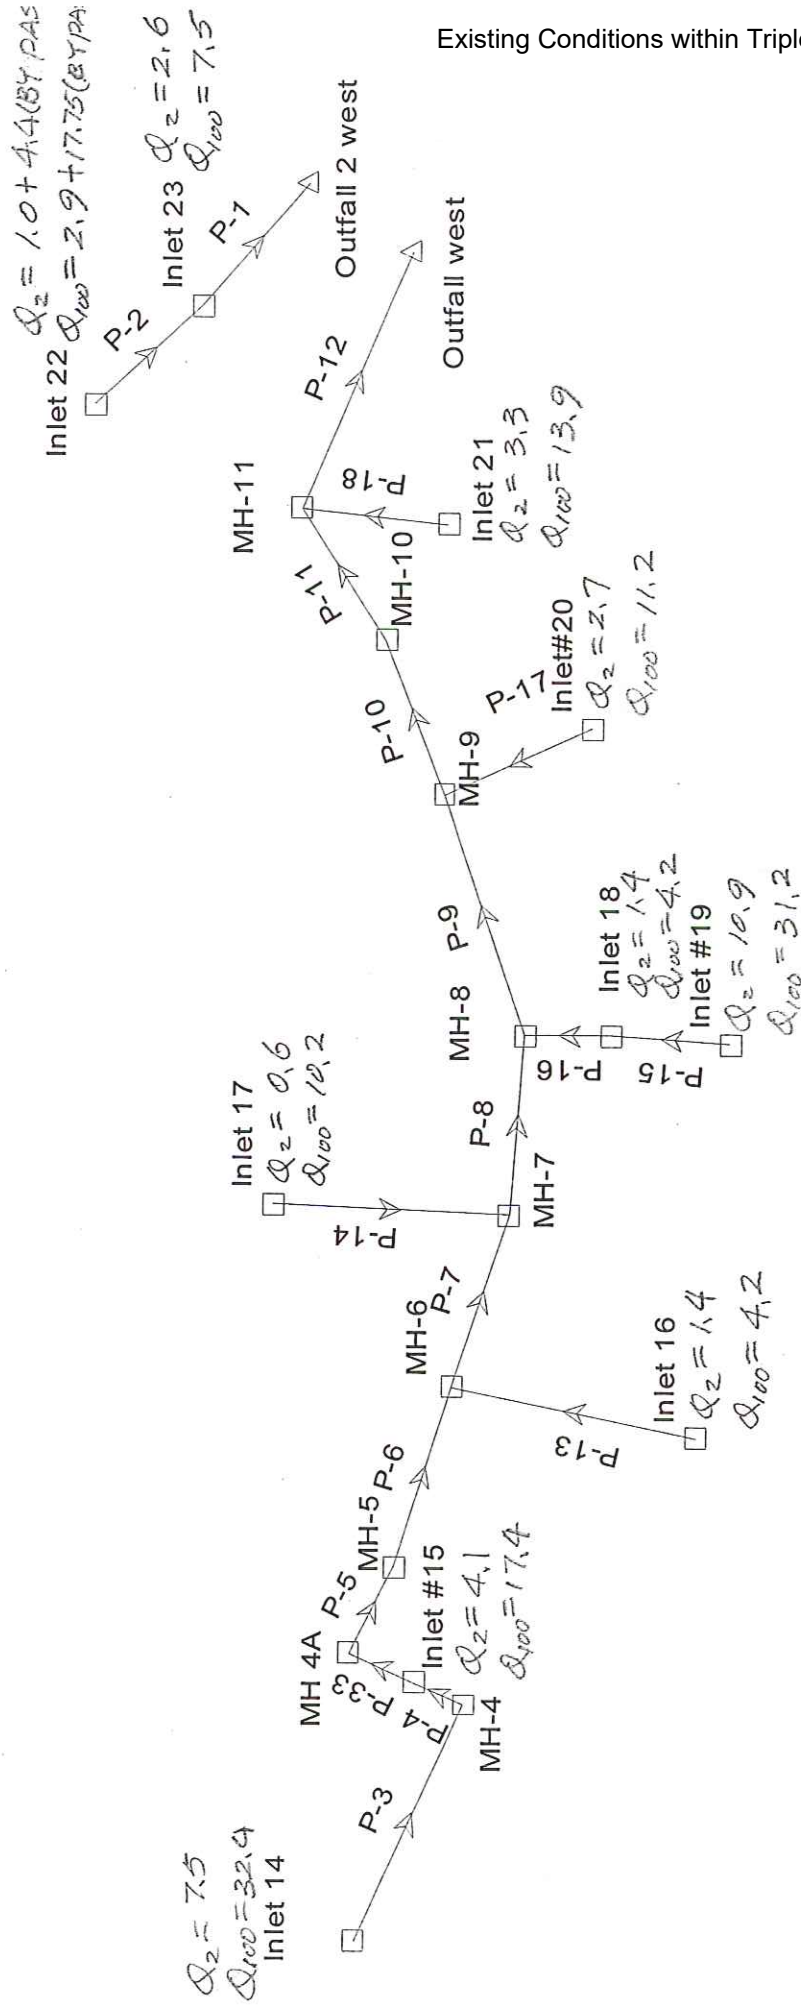 Existing Conditions within Triple
Q₂ = 7.5
Q₁₀₀ = 32.4
Inlet 14
P-3
MH-4
P-4
Inlet #15
Q₂ = 4.1
Q₁₀₀ = 17.4
P-33
MH 4A
P-5
MH-5
P-6
MH-6
P-13
Inlet 16
Q₂ = 1.4
Q₁₀₀ = 4.2
P-7
MH-7
P-14
Inlet 17
Q₂ = 0.6
Q₁₀₀ = 10.2
P-8
MH-8
P-16
P-15
Inlet 18
Q₂ = 1.4
Q₁₀₀ = 4.2
Inlet #19
Q₂ = 10.9
Q₁₀₀ = 31.2
P-9
MH-9
P-17
Inlet#20
Q₂ = 2.7
Q₁₀₀ = 11.2
P-10
MH-10
P-11
MH-11
P-18
Inlet 21
Q₂ = 3.3
Q₁₀₀ = 13.9
P-12
Outfall west
Inlet 22
Q₂ = 1.0 + 4.4 (BYPAS
Q₁₀₀ = 2.9 + 17.75 (BYPA
P-2
Inlet 23
Q₂ = 2.6
Q₁₀₀ = 7.5
P-1
Outfall 2 west